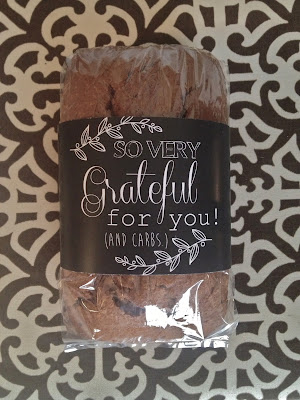 SO VERY
Grateful
for you!
(AND CARBS.)